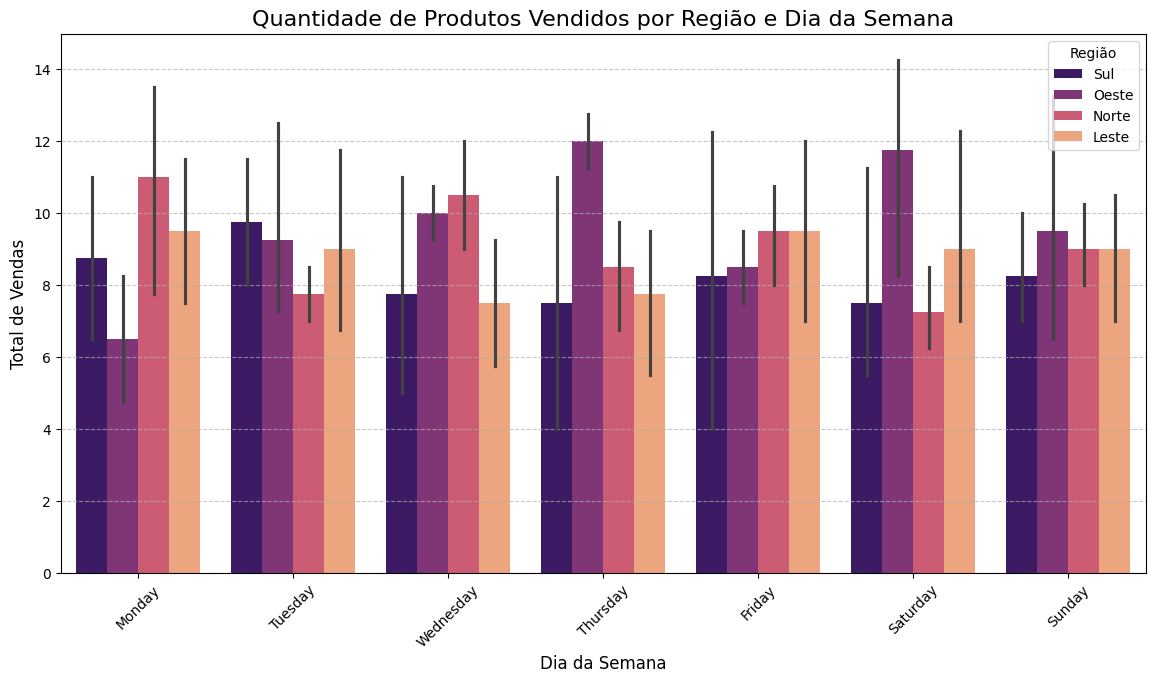 Quantidade de Produtos Vendidos por Região e Dia da Semana
Região
Sul
Oeste
Norte
Leste
Total de Vendas
14
12
10
8
6
4
2
0
Monday
Tuesday
Wednesday
Thursday
Friday
Saturday
Sunday
Dia da Semana